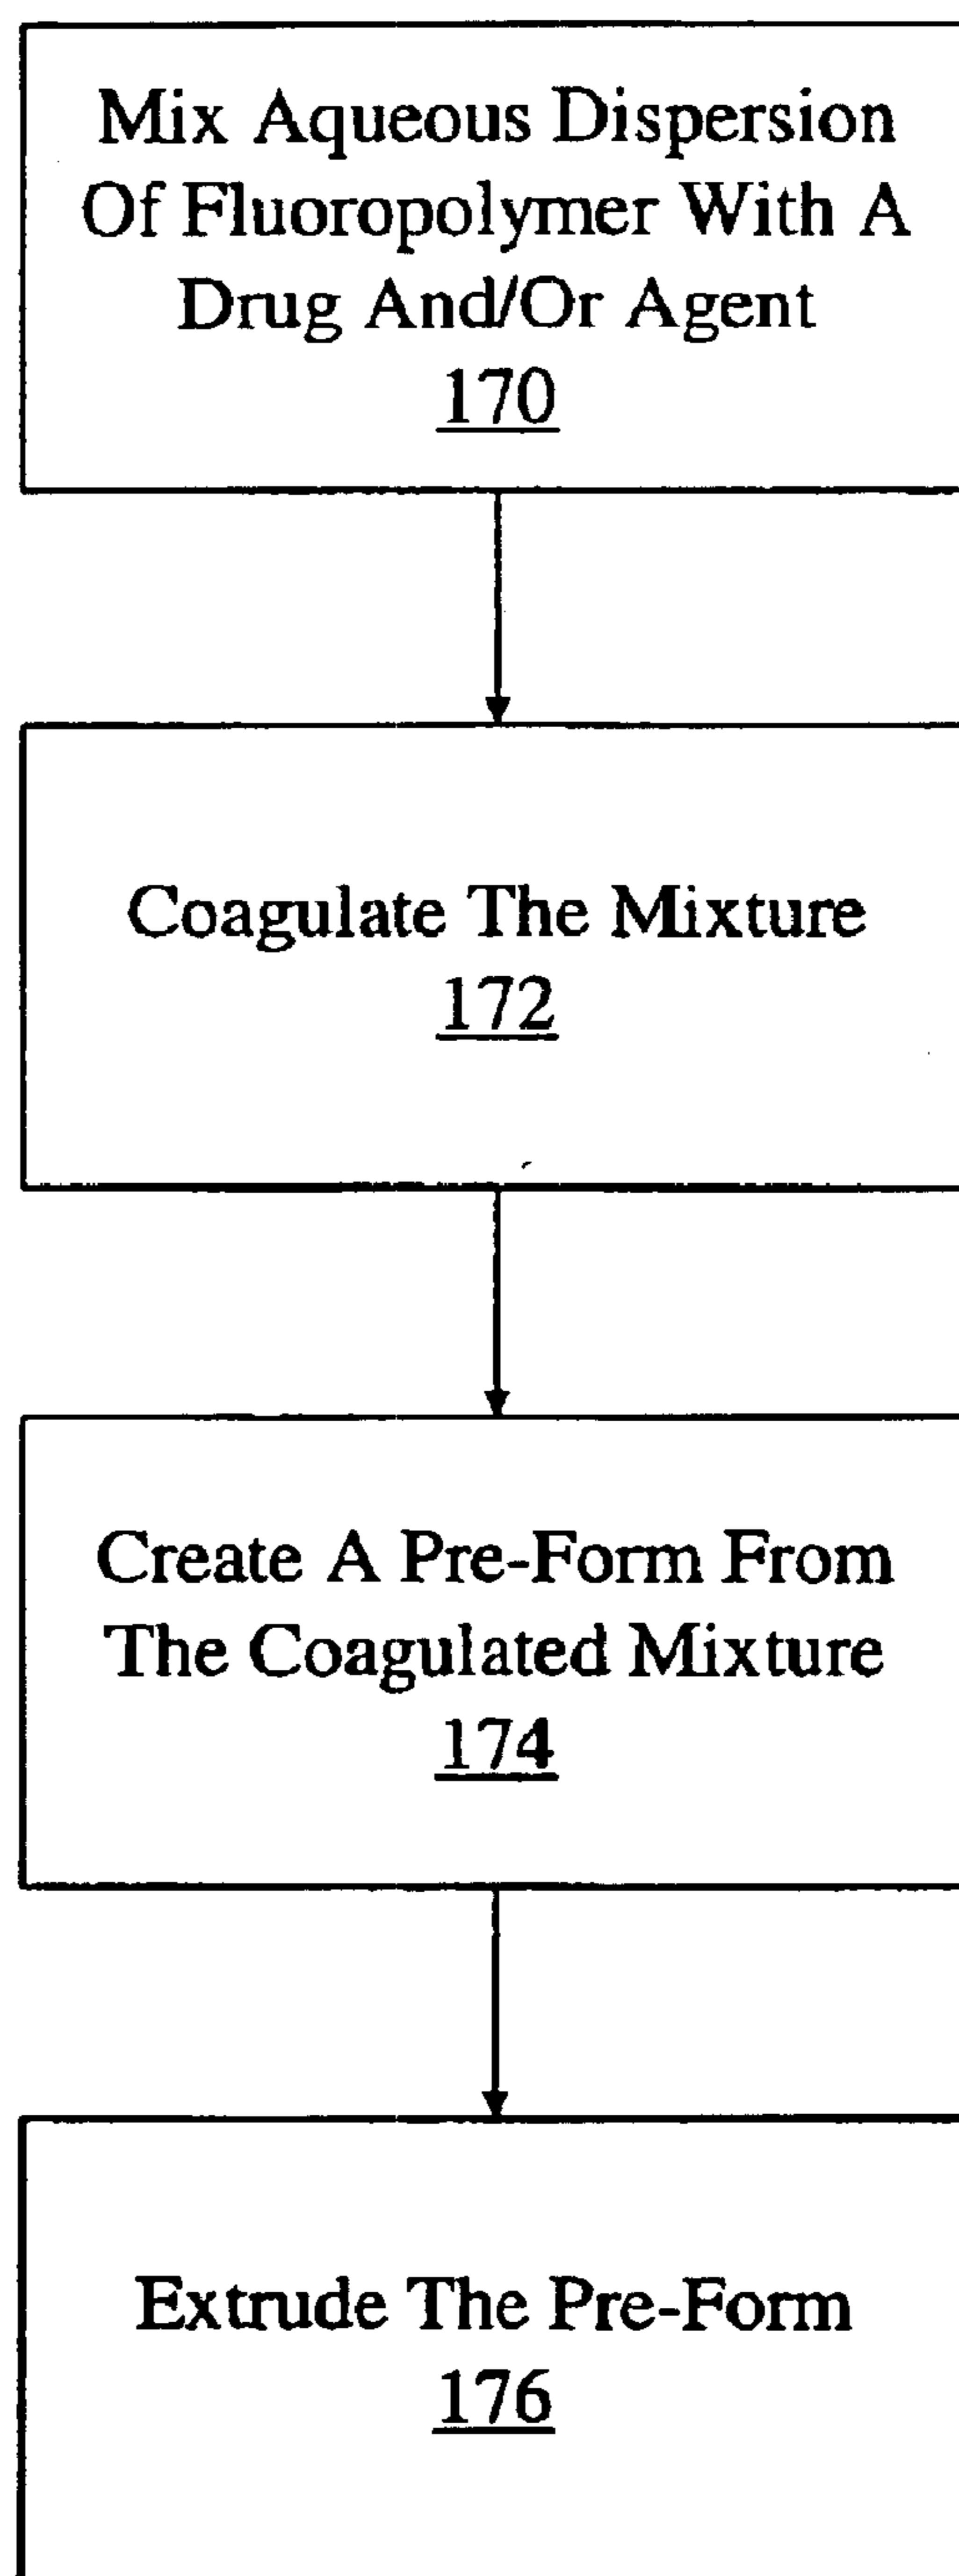 Mix Aqueous Dispersion
Of Fluoropolymer With A
Drug And/Or Agent
170
Coagulate The Mixture
172
Create A Pre-Form From
The Coagulated Mixture
174
Extrude The Pre-Form
176